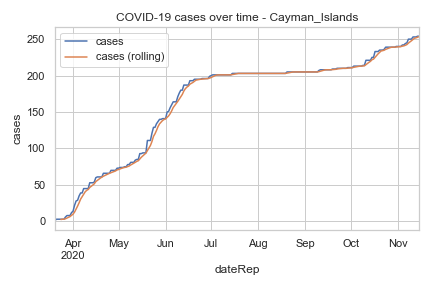 COVID-19 cases over time - Cayman_Islands
cases
cases (rolling)
250
200
150
100
50
0
cases
Apr May Jun Jul Aug Sep Oct Nov
2020
dateRep